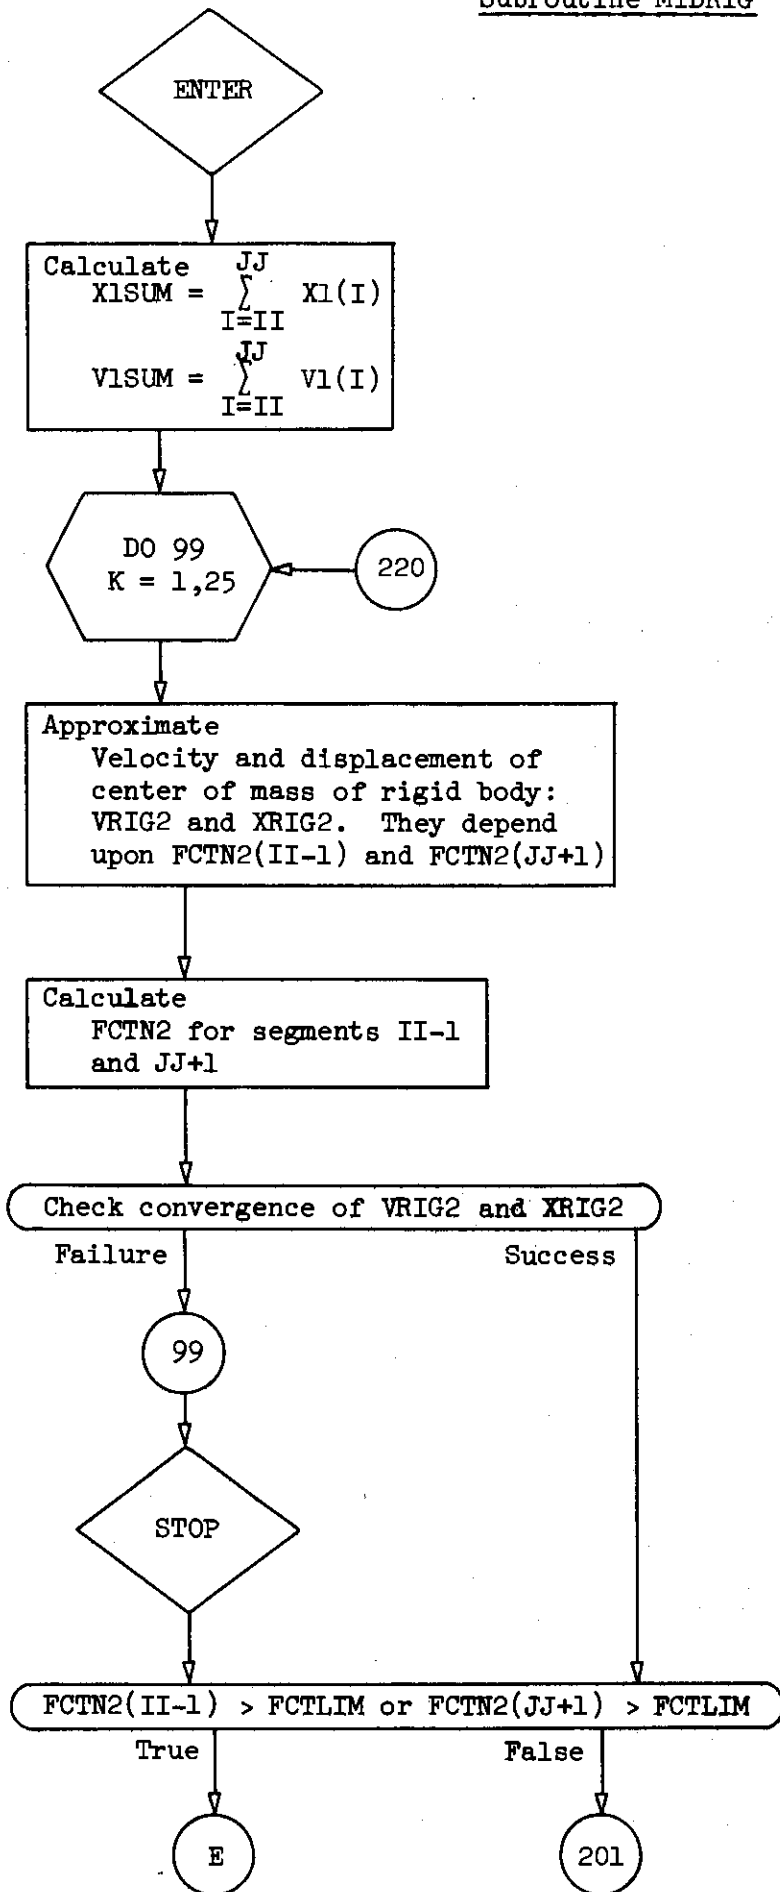 Subroutine MIDRIG
ENTER
Calculate
JJ
X1SUM = ∑ X1(I)
I=II
JJ
V1SUM = ∑ V1(I)
I=II
DO 99
K = 1,25
220
Approximate
Velocity and displacement of
center of mass of rigid body:
VRIG2 and XRIG2. They depend
upon FCTN2(II-1) and FCTN2(JJ+1)
Calculate
FCTN2 for segments II-1
and JJ+1
Check convergence of VRIG2 and XRIG2
Failure
Success
99
STOP
FCTN2(II-1) > FCTLIM or FCTN2(JJ+1) > FCTLIM
True
False
E
201